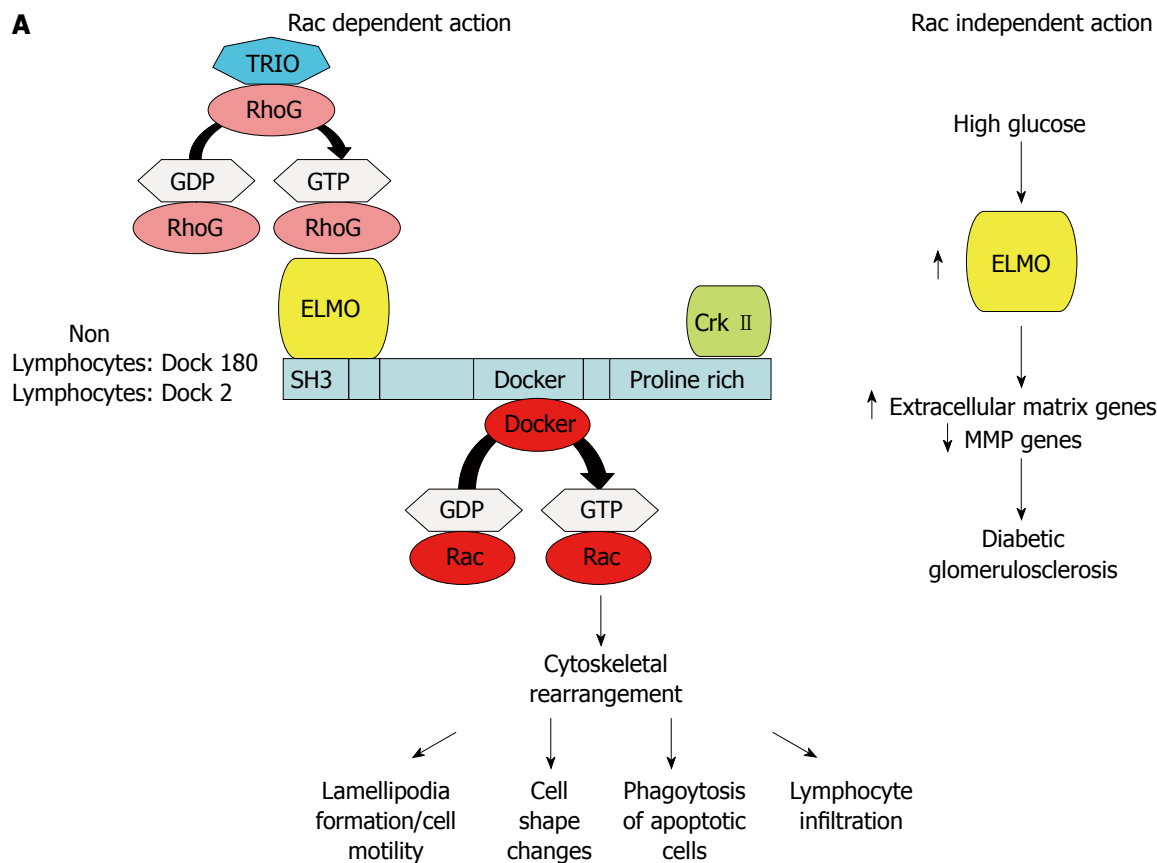 A
Rac dependent action
TRIO
RhoG
GDP
GTP
RhoG
RhoG
ELMO
Crk II
Non
Lymphocytes: Dock 180
Lymphocytes: Dock 2
SH3
Docker
Proline rich
Docker
GDP
GTP
Rac
Rac
Cytoskeletal
rearrangement
Lamellipodia
formation/cell
motility
Cell
shape
changes
Phagoytosis
of apoptotic
cells
Lymphocyte
infiltration
Rac independent action
High glucose
ELMO
Extracellular matrix genes
MMP genes
Diabetic
glomerulosclerosis